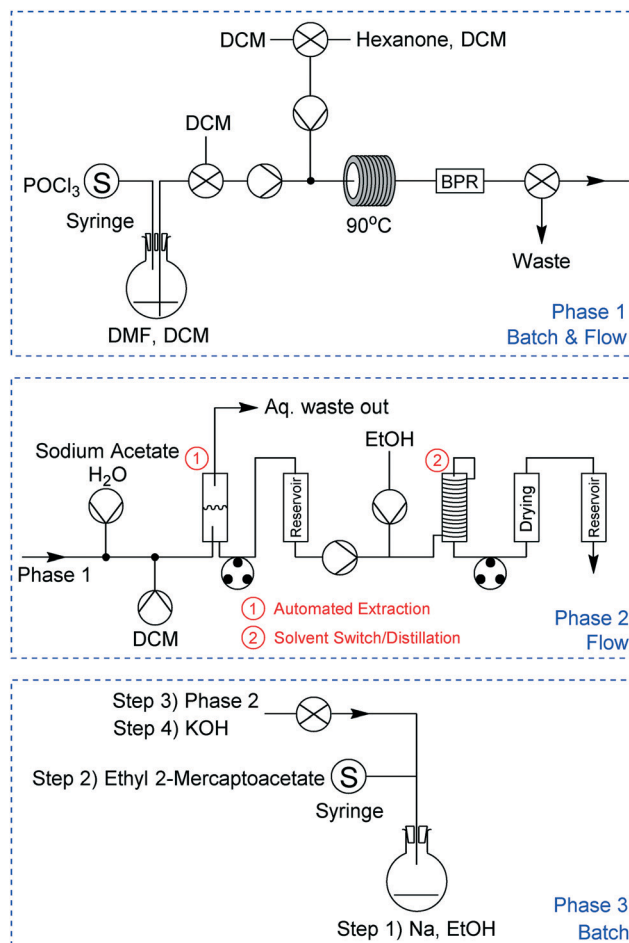 DCM
Hexanone, DCM
DCM
POCl3
S
Syringe
90°C
BPR
Waste
DMF, DCM
Phase 1
Batch & Flow
Aq. waste out
Sodium Acetate
H2O
1
EtOH
2
Reservoir
Drying
Reservoir
Phase 1
DCM
1 Automated Extraction
2 Solvent Switch/Distillation
Phase 2
Flow
Step 3) Phase 2
Step 4) KOH
Step 2) Ethyl 2-Mercaptoacetate
S
Syringe
Step 1) Na, EtOH
Phase 3
Batch